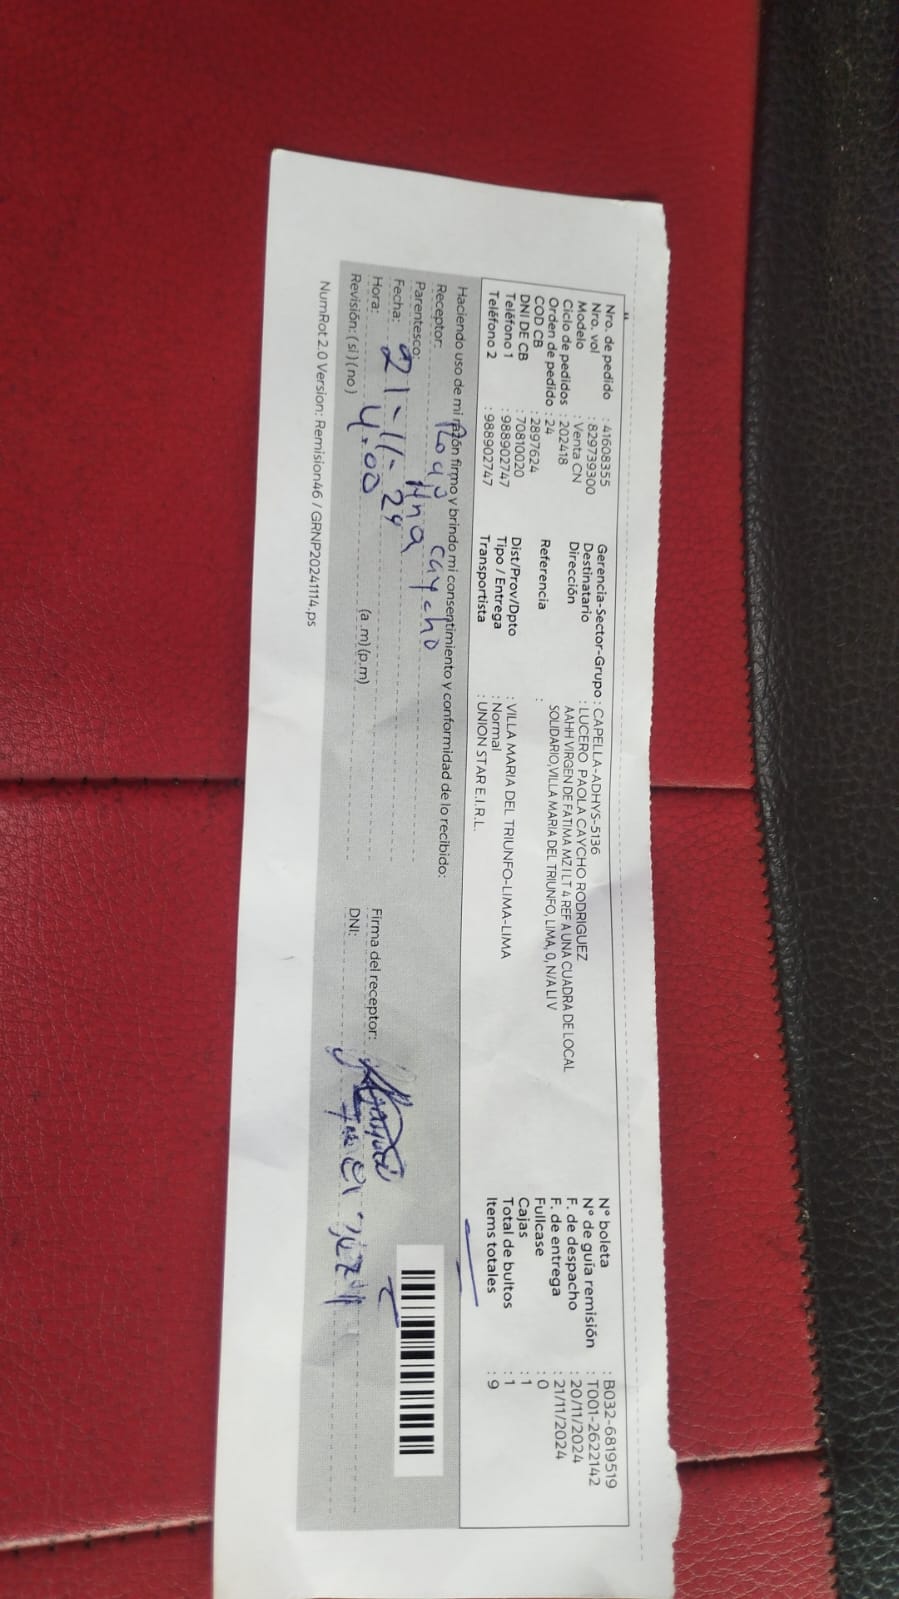 Nro. de pedido : 41608355
Nro. vol : 829739300
Modelo : Venta CN
Ciclo de pedidos : 202418
Orden de pedido : 24
COD CB : 2897624
DNI DE CB : 70810020
Teléfono 1 : 988902747
Teléfono 2 : 988902747
Gerencia-Sector-Grupo : CAPELLA-ADHYS-5136
Destinatario : LUCERO PAOLA CAYCHO RODRIGUEZ
Dirección AAHH VIRGEN DE FATIMA MZ I LT 4 REF A UNA CUADRA DE LOCAL
SOLIDARIO,VILLA MARIA DEL TRIUNFO, LIMA, 0, N/A LI V
Referencia :
Dist/Prov/Dpto : VILLA MARIA DEL TRIUNFO-LIMA-LIMA
Tipo / Entrega : Normal
Transportista : UNION STAR E.I.R.L.
N° boleta : B032-6819519
N° de guía remisión : T001-2622142
F. de despacho : 20/11/2024
F. de entrega : 21/11/2024
Fullcase : 0
Cajas : 1
Total de bultos : 1
Items totales : 9
Haciendo uso de mi razón firmo y brindo mi consentimiento y conformidad de lo recibido:
Receptor: caycho
Parentesco:
Fecha: 21-11-24
Hora: 4:00 (a .m) (p.m)
Revisión: (si) (no)
Firma del receptor:
DNI:
NumRot 2.0 Version: Remision46 / GRNP20241114.ps